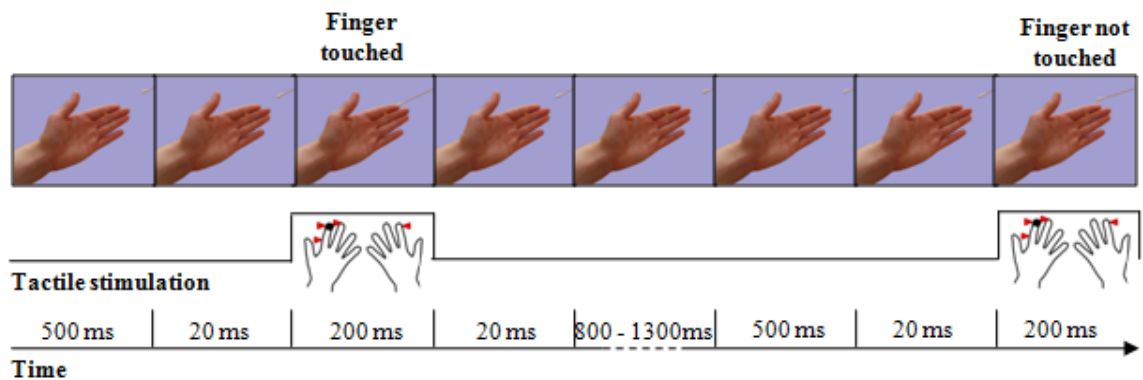 Finger
touched
Finger not
touched
Tactile stimulation
500 ms 20 ms 200 ms 20 ms 800 - 1300ms 500 ms 20 ms 200 ms
Time